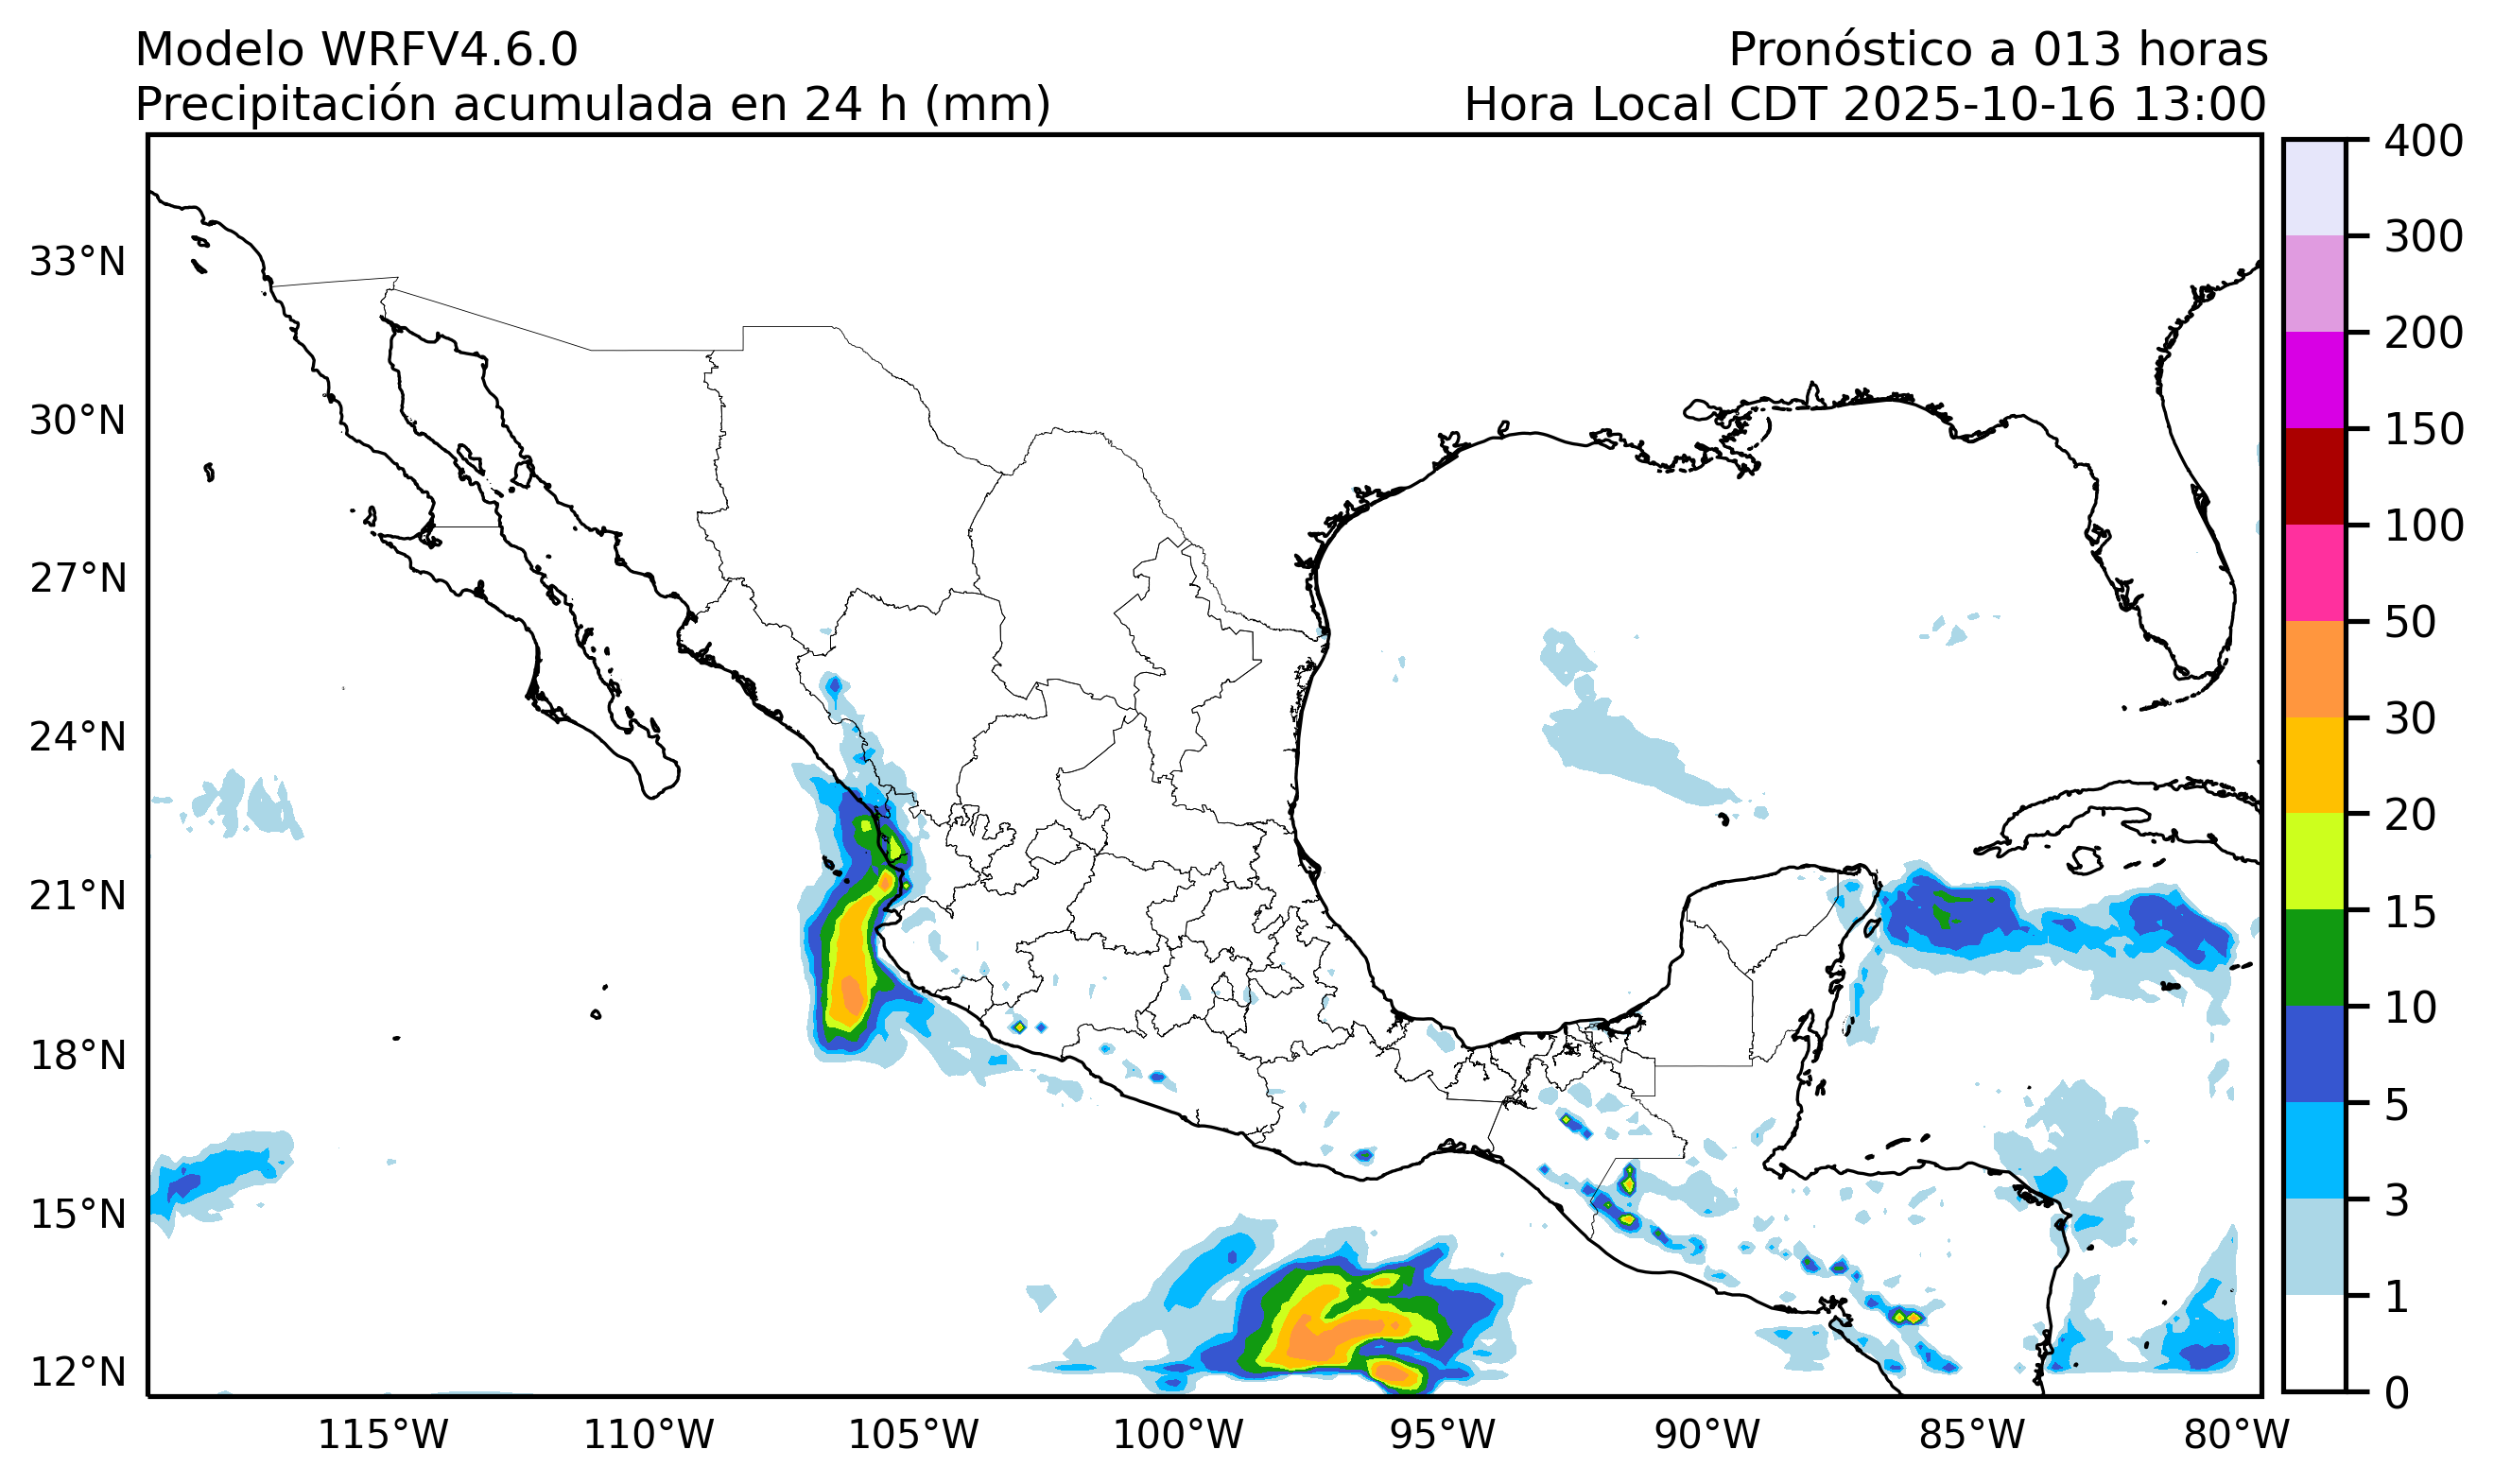 Modelo WRFV4.6.0
Pronóstico a 013 horas
Precipitación acumulada en 24 h (mm)
Hora Local CDT 2025-10-16 13:00
33°N
30°N
27°N
24°N
21°N
18°N
15°N
12°N
115°W
110°W
105°W
100°W
95°W
90°W
85°W
80°W
400
300
200
150
100
50
30
20
15
10
5
3
1
0